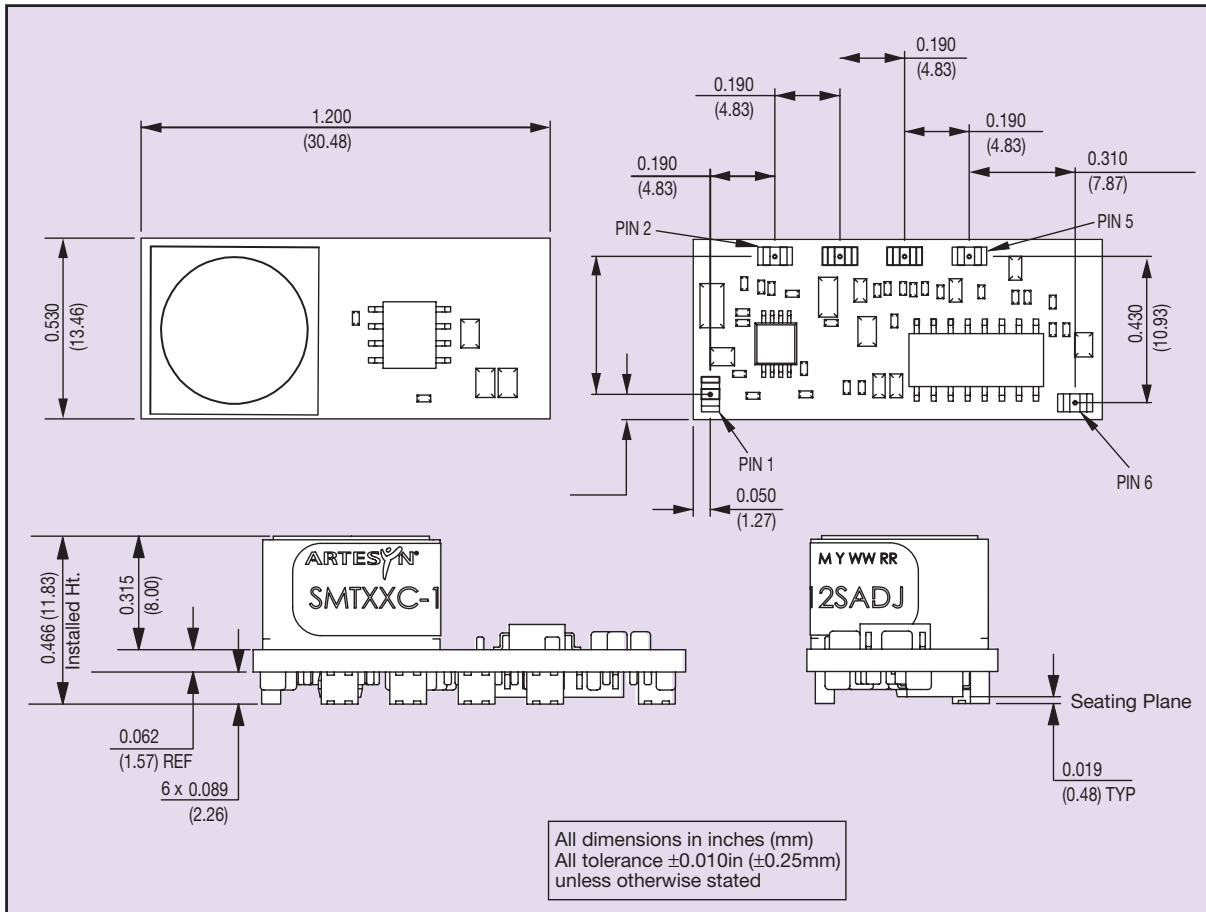 0.190
(4.83)
0.190
(4.83)
1.200
(30.48)
0.190
(4.83)
0.190
(4.83)
0.310
(7.87)
PIN 2
PIN 5
0.530
(13.46)
0.430
(10.93)
PIN 1
PIN 6
0.050
(1.27)
0.466 (11.83)
Installed Ht.
0.315
(8.00)
ARTESYN®
SMTXXC-1
M Y WW RR
12SADJ
Seating Plane
0.062
(1.57) REF
6 x 0.089
(2.26)
0.019
(0.48) TYP
All dimensions in inches (mm)
All tolerance ±0.010in (±0.25mm)
unless otherwise stated